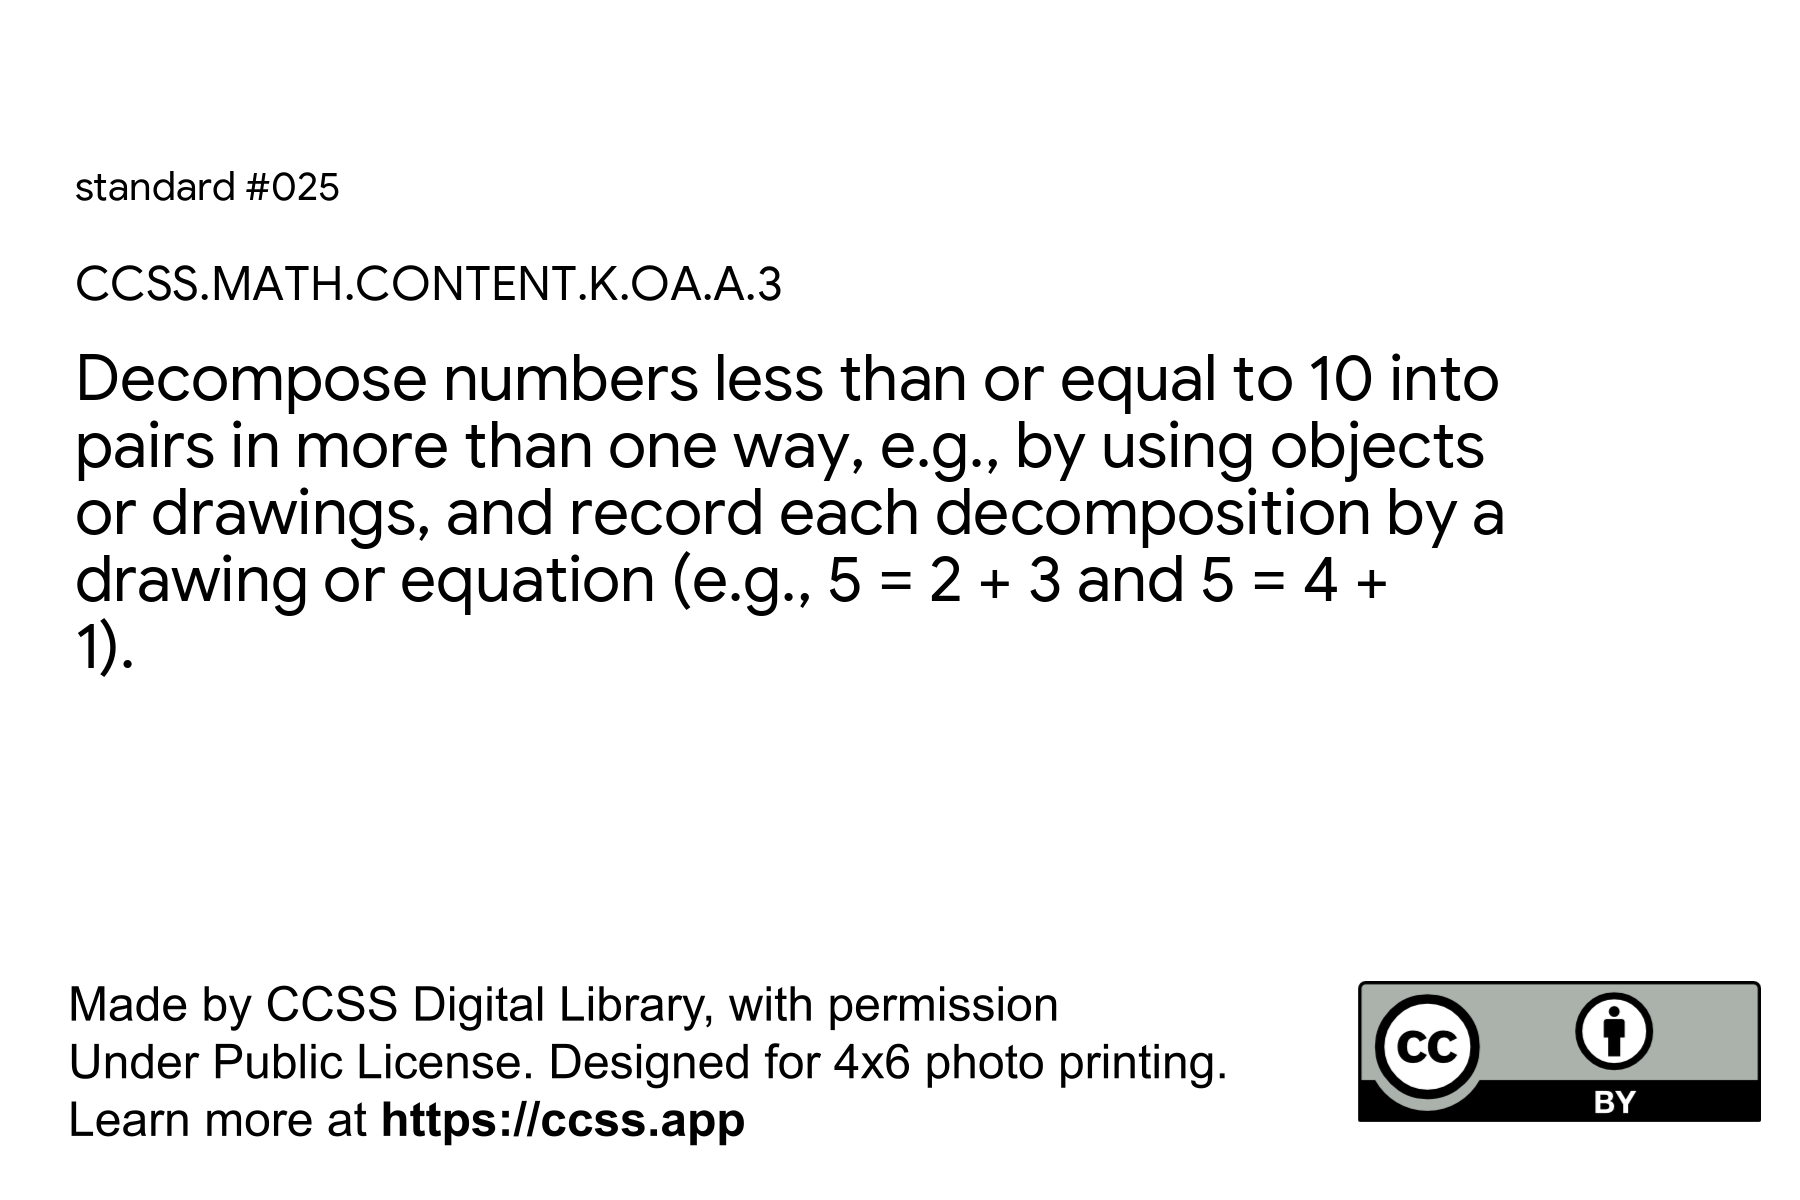 standard #025
CCSS.MATH.CONTENT.K.OA.A.3
Decompose numbers less than or equal to 10 into
pairs in more than one way, e.g., by using objects
or drawings, and record each decomposition by a
drawing or equation (e.g., 5 = 2 + 3 and 5 = 4 +
1).
Made by CCSS Digital Library, with permission
Under Public License. Designed for 4x6 photo printing.
Learn more at https://ccss.app
CC
BY